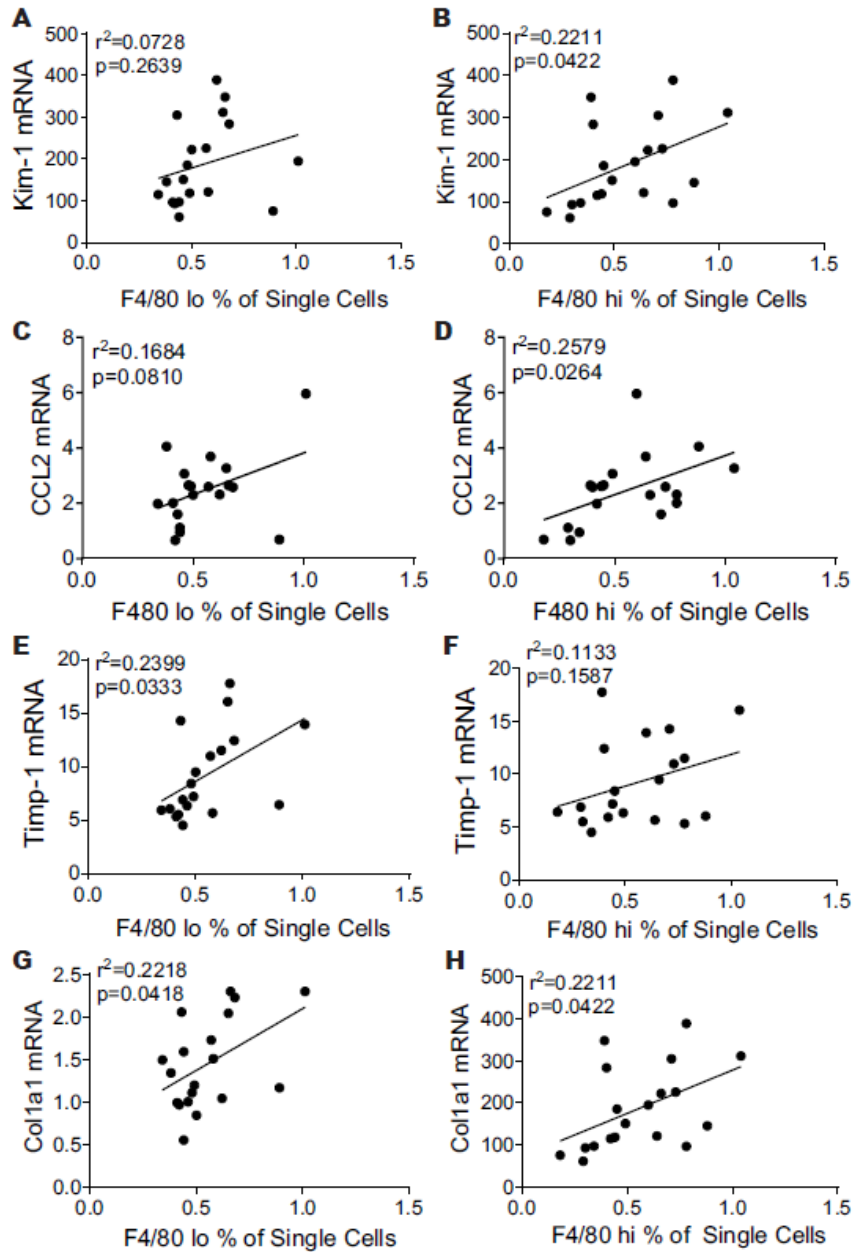 A
r²=0.0728
p=0.2639
Kim-1 mRNA
500
400
300
200
100
0
0.0 0.5 1.0 1.5
F4/80 lo % of Single Cells
B
r²=0.2211
p=0.0422
Kim-1 mRNA
500
400
300
200
100
0
0.0 0.5 1.0 1.5
F4/80 hi % of Single Cells
C
r²=0.1684
p=0.0810
CCL2 mRNA
8
6
4
2
0
0.0 0.5 1.0 1.5
F480 lo % of Single Cells
D
r²=0.2579
p=0.0264
CCL2 mRNA
8
6
4
2
0
0.0 0.5 1.0 1.5
F480 hi % of Single Cells
E
r²=0.2399
p=0.0333
Timp-1 mRNA
20
15
10
5
0
0.0 0.5 1.0 1.5
F4/80 lo % of Single Cells
F
r²=0.1133
p=0.1587
Timp-1 mRNA
20
15
10
5
0
0.0 0.5 1.0 1.5
F4/80 hi % of Single Cells
G
r²=0.2218
p=0.0418
Col1a1 mRNA
2.5
2.0
1.5
1.0
0.5
0.0
0.0 0.5 1.0 1.5
F4/80 lo % of Single Cells
H
r²=0.2211
p=0.0422
Col1a1 mRNA
500
400
300
200
100
0
0.0 0.5 1.0 1.5
F4/80 hi % of Single Cells